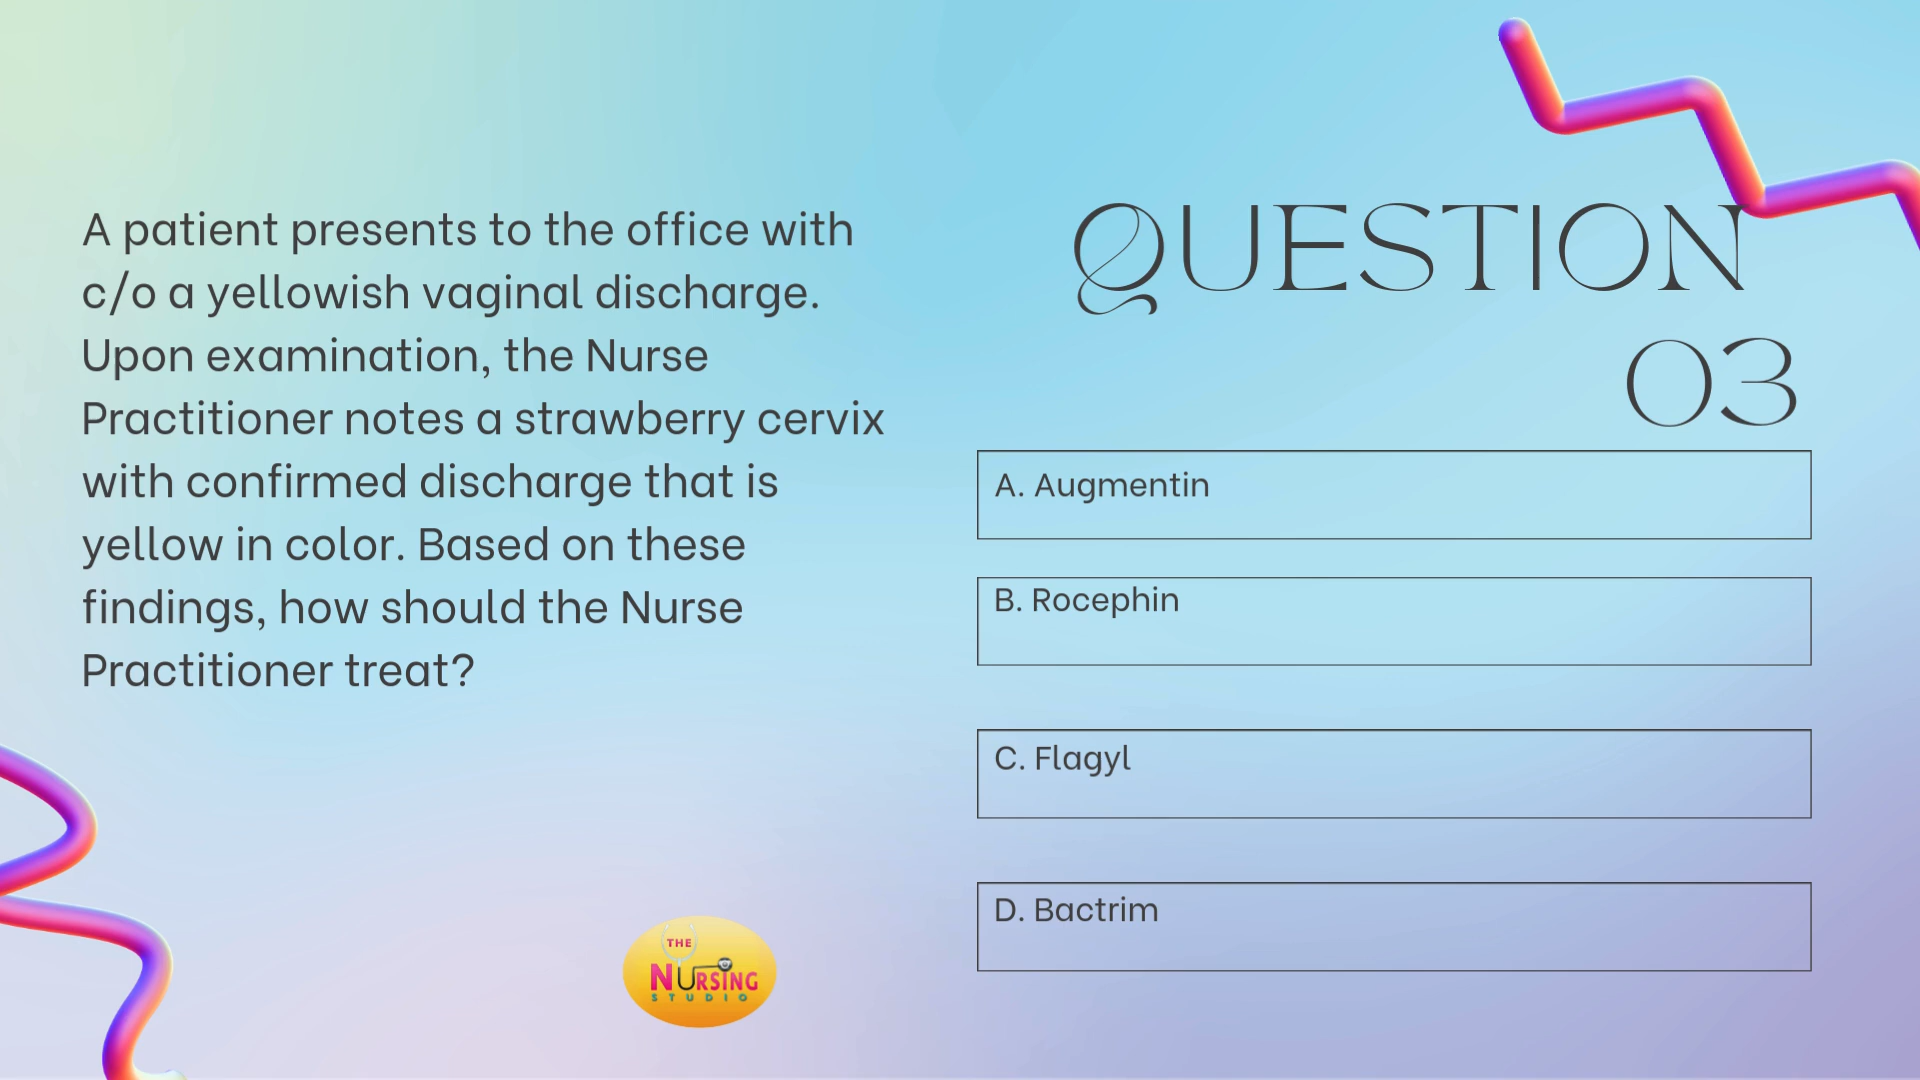 A patient presents to the office with
c/o a yellowish vaginal discharge.
Upon examination, the Nurse
Practitioner notes a strawberry cervix
with confirmed discharge that is
yellow in color. Based on these
findings, how should the Nurse
Practitioner treat?
QUESTION
03
A. Augmentin
B. Rocephin
C. Flagyl
D. Bactrim
THE
NURSING
STUDIO